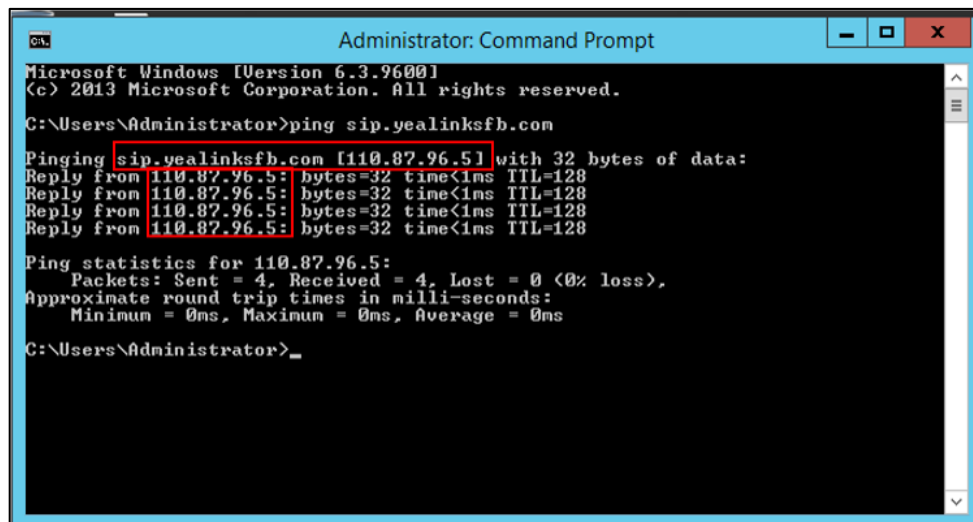 Administrator: Command Prompt
Microsoft Windows [Version 6.3.9600]
(c) 2013 Microsoft Corporation. All rights reserved.
C:\Users\Administrator>ping sip.yealinksfb.com
Pinging sip.yealinksfb.com [110.87.96.5] with 32 bytes of data:
Reply from 110.87.96.5: bytes=32 time<1ms TTL=128
Reply from 110.87.96.5: bytes=32 time<1ms TTL=128
Reply from 110.87.96.5: bytes=32 time<1ms TTL=128
Reply from 110.87.96.5: bytes=32 time<1ms TTL=128
Ping statistics for 110.87.96.5:
Packets: Sent = 4, Received = 4, Lost = 0 (0% loss),
Approximate round trip times in milli-seconds:
Minimum = 0ms, Maximum = 0ms, Average = 0ms
C:\Users\Administrator>_